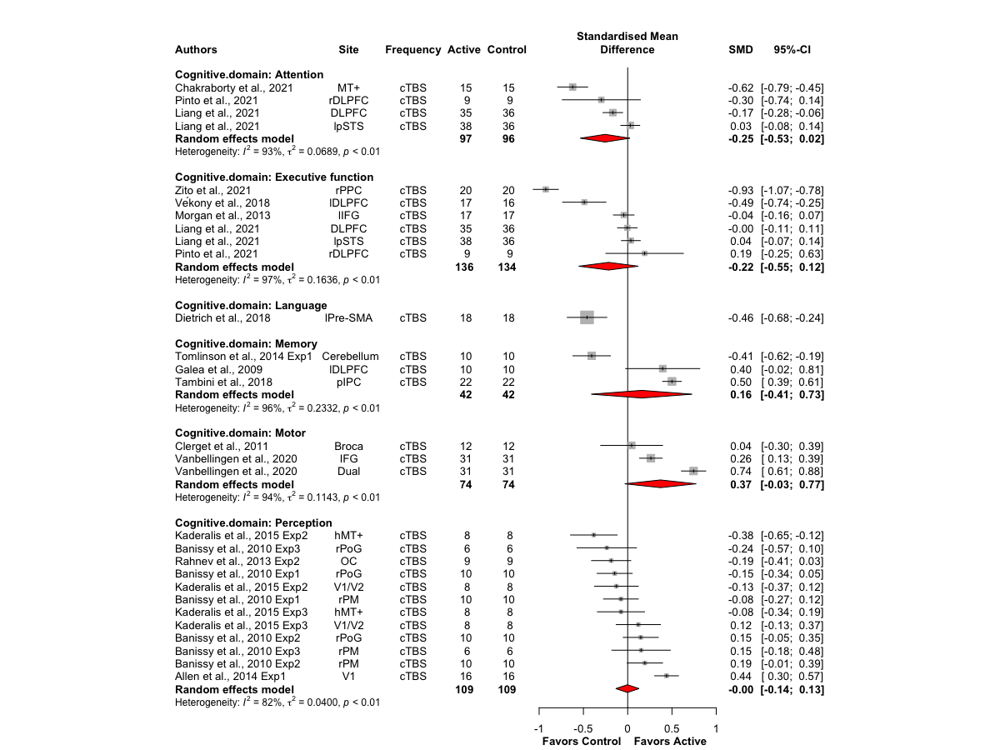 Standardised Mean
Authors Site Frequency Active Control Difference SMD 95%-CI
Cognitive.domain: Attention
Chakraborty et al., 2021 MT+ cTBS 15 15 -0.62 [-0.79; -0.45]
Pinto et al., 2021 rDLPFC cTBS 9 9 -0.30 [-0.74; 0.14]
Liang et al., 2021 DLPFC cTBS 35 36 -0.17 [-0.28; -0.06]
Liang et al., 2021 lpSTS cTBS 38 36 0.03 [-0.08; 0.14]
Random effects model 97 96 -0.25 [-0.53; 0.02]
Heterogeneity: I² = 93%, τ² = 0.0689, p < 0.01
Cognitive.domain: Executive function
Zito et al., 2021 rPPC cTBS 20 20 -0.93 [-1.07; -0.78]
Veḱony et al., 2018 lDLPFC cTBS 17 16 -0.49 [-0.74; -0.25]
Morgan et al., 2013 lIFG cTBS 17 17 -0.04 [-0.16; 0.07]
Liang et al., 2021 DLPFC cTBS 35 36 -0.00 [-0.11; 0.11]
Liang et al., 2021 lpSTS cTBS 38 36 0.04 [-0.07; 0.14]
Pinto et al., 2021 rDLPFC cTBS 9 9 0.19 [-0.25; 0.63]
Random effects model 136 134 -0.22 [-0.55; 0.12]
Heterogeneity: I² = 97%, τ² = 0.1636, p < 0.01
Cognitive.domain: Language
Dietrich et al., 2018 lPre-SMA cTBS 18 18 -0.46 [-0.68; -0.24]
Cognitive.domain: Memory
Tomlinson et al., 2014 Exp1 Cerebellum cTBS 10 10 -0.41 [-0.62; -0.19]
Galea et al., 2009 lDLPFC cTBS 10 10 0.40 [-0.02; 0.81]
Tambini et al., 2018 pIPC cTBS 22 22 0.50 [ 0.39; 0.61]
Random effects model 42 42 0.16 [-0.41; 0.73]
Heterogeneity: I² = 96%, τ² = 0.2332, p < 0.01
Cognitive.domain: Motor
Clerget et al., 2011 Broca cTBS 12 12 0.04 [-0.30; 0.39]
Vanbellingen et al., 2020 IFG cTBS 31 31 0.26 [ 0.13; 0.39]
Vanbellingen et al., 2020 Dual cTBS 31 31 0.74 [ 0.61; 0.88]
Random effects model 74 74 0.37 [-0.03; 0.77]
Heterogeneity: I² = 94%, τ² = 0.1143, p < 0.01
Cognitive.domain: Perception
Kaderalis et al., 2015 Exp2 hMT+ cTBS 8 8 -0.38 [-0.65; -0.12]
Banissy et al., 2010 Exp3 rPoG cTBS 6 6 -0.24 [-0.57; 0.10]
Rahnev et al., 2013 Exp2 OC cTBS 9 9 -0.19 [-0.41; 0.03]
Banissy et al., 2010 Exp1 rPoG cTBS 10 10 -0.15 [-0.34; 0.05]
Kaderalis et al., 2015 Exp2 V1/V2 cTBS 8 8 -0.13 [-0.37; 0.12]
Banissy et al., 2010 Exp1 rPM cTBS 10 10 -0.08 [-0.27; 0.12]
Kaderalis et al., 2015 Exp3 hMT+ cTBS 8 8 -0.08 [-0.34; 0.19]
Kaderalis et al., 2015 Exp3 V1/V2 cTBS 8 8 0.12 [-0.13; 0.37]
Banissy et al., 2010 Exp2 rPoG cTBS 10 10 0.15 [-0.05; 0.35]
Banissy et al., 2010 Exp3 rPM cTBS 6 6 0.15 [-0.18; 0.48]
Banissy et al., 2010 Exp2 rPM cTBS 10 10 0.19 [-0.01; 0.39]
Allen et al., 2014 Exp1 V1 cTBS 16 16 0.44 [ 0.30; 0.57]
Random effects model 109 109 -0.00 [-0.14; 0.13]
Heterogeneity: I² = 82%, τ² = 0.0400, p < 0.01
-1 -0.5 0 0.5 1
Favors Control Favors Active